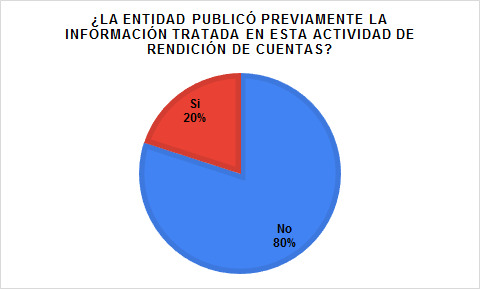 ¿LA ENTIDAD PUBLICÓ PREVIAMENTE LA
INFORMACIÓN TRATADA EN ESTA ACTIVIDAD DE
RENDICIÓN DE CUENTAS?
Si
20%
No
80%